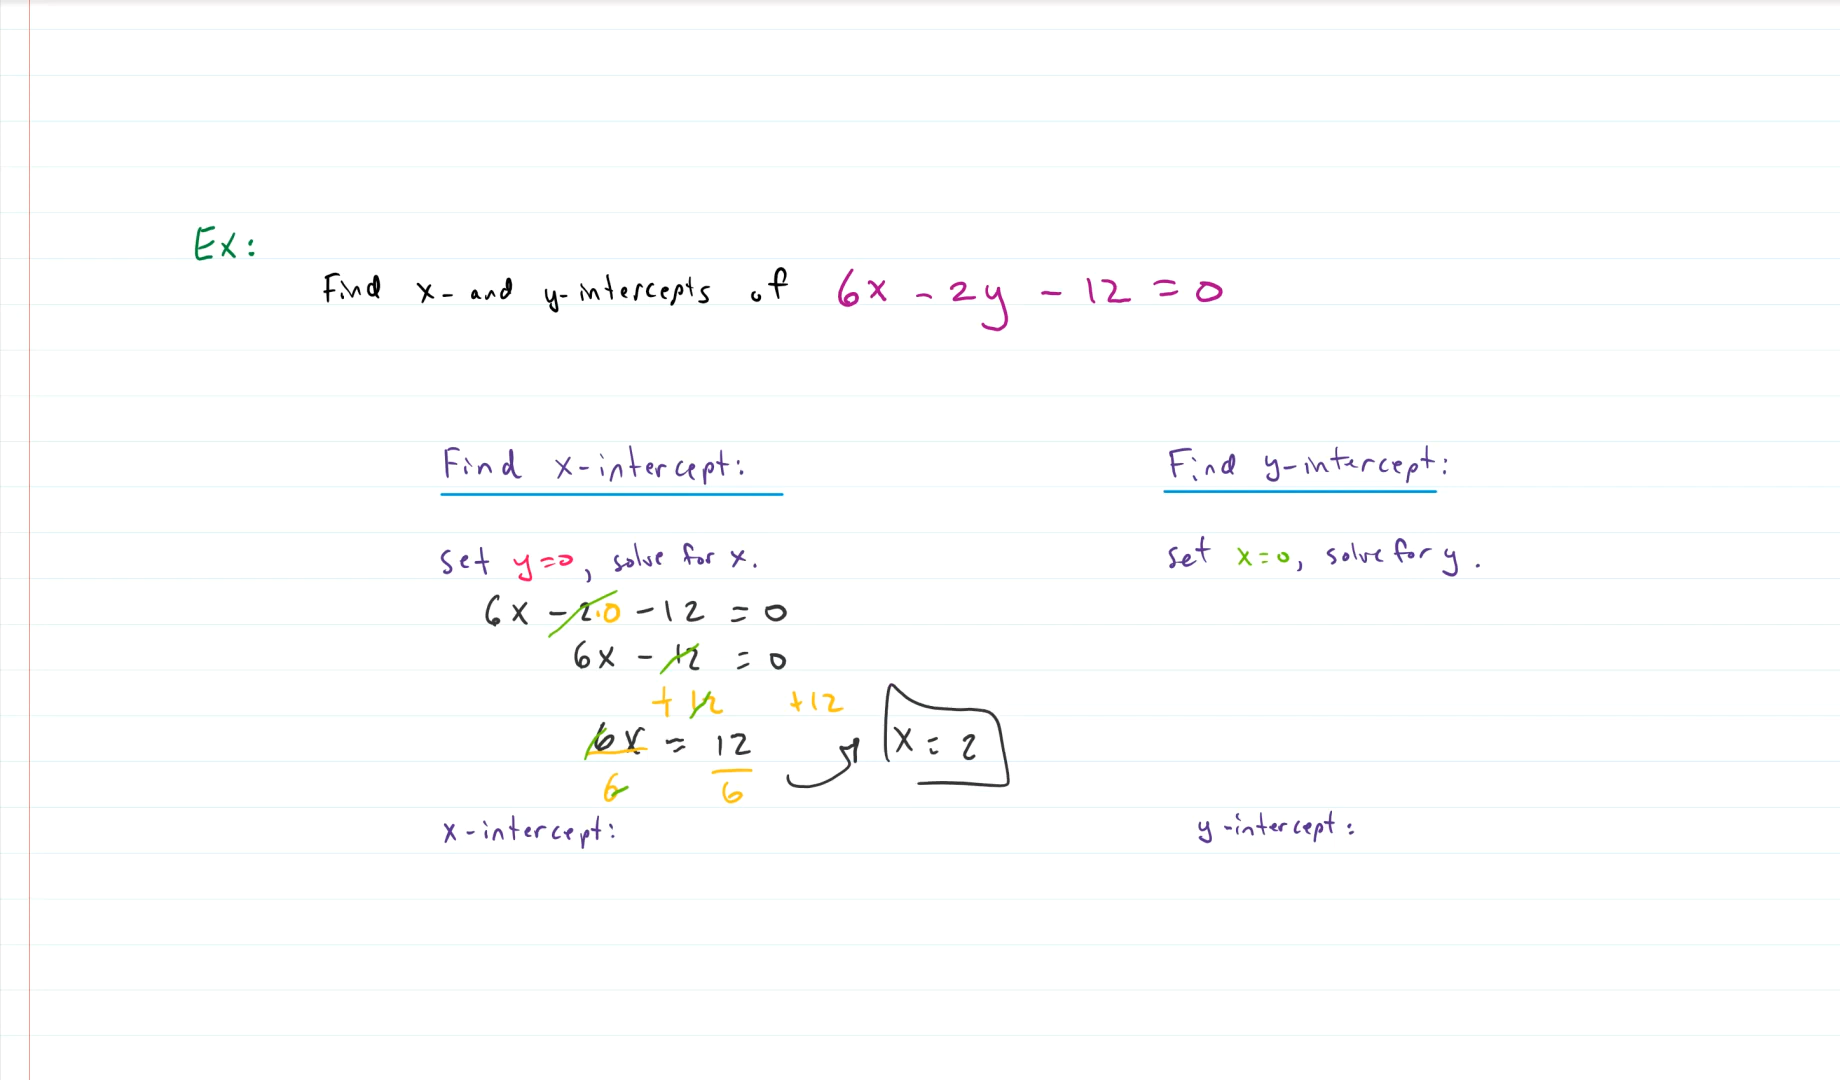 Ex:
Find x- and y-intercepts of 6x - 2y - 12 = 0
Find x-intercept:
set y=0, solve for x.
6x - 2·0 - 12 = 0
6x - 12 = 0
+ 12 +12
6x = 12
6 6
x = 2
x-intercept:
Find y-intercept:
set x=0, solve for y.
y-intercept: